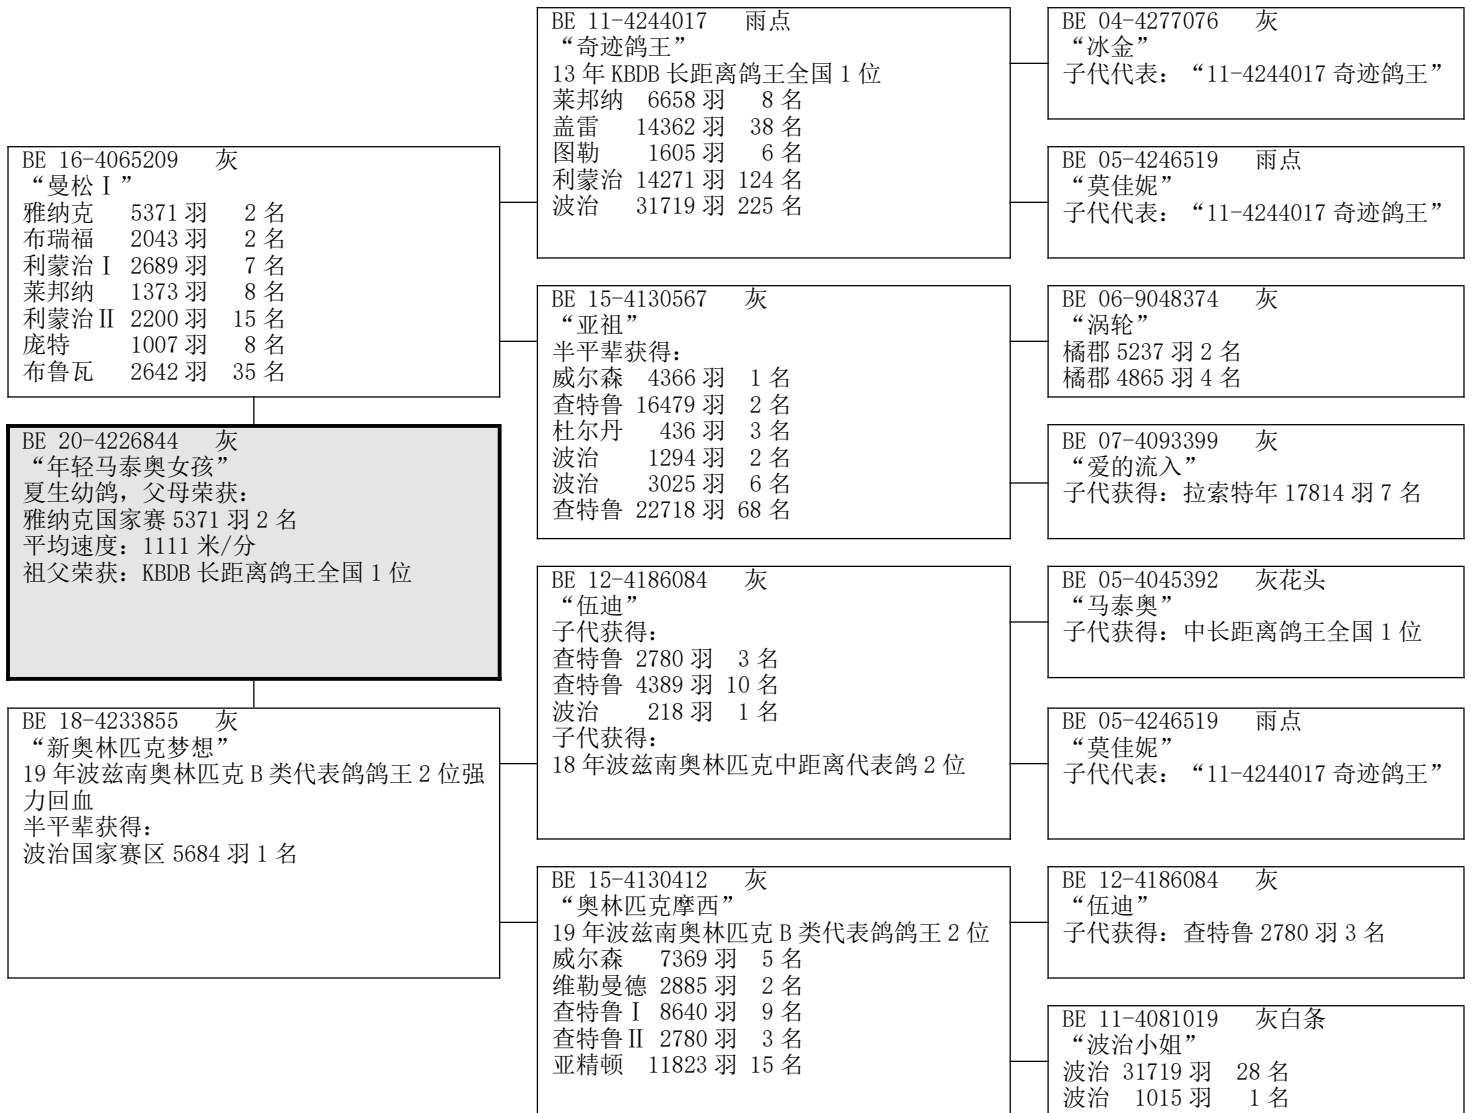 BE 16-4065209 灰
“曼松Ⅰ”
雅纳克 5371 羽 2 名
布瑞福 2043 羽 2 名
利蒙治Ⅰ 2689 羽 7 名
莱邦纳 1373 羽 8 名
利蒙治Ⅱ 2200 羽 15 名
庞特 1007 羽 8 名
布鲁瓦 2642 羽 35 名
BE 20-4226844 灰
“年轻马泰奥女孩”
夏生幼鸽，父母荣获：
雅纳克国家赛 5371 羽 2 名
平均速度：1111 米/分
祖父荣获：KBDB 长距离鸽王全国 1 位
BE 18-4233855 灰
“新奥林匹克梦想”
19 年波兹南奥林匹克 B 类代表鸽鸽王 2 位强
力回血
半平辈获得：
波治国家赛区 5684 羽 1 名
BE 11-4244017 雨点
“奇迹鸽王”
13 年 KBDB 长距离鸽王全国 1 位
莱邦纳 6658 羽 8 名
盖雷 14362 羽 38 名
图勒 1605 羽 6 名
利蒙治 14271 羽 124 名
波治 31719 羽 225 名
BE 15-4130567 灰
“亚祖”
半平辈获得：
威尔森 4366 羽 1 名
查特鲁 16479 羽 2 名
杜尔丹 436 羽 3 名
波治 1294 羽 2 名
波治 3025 羽 6 名
查特鲁 22718 羽 68 名
BE 12-4186084 灰
“伍迪”
子代获得：
查特鲁 2780 羽 3 名
查特鲁 4389 羽 10 名
波治 218 羽 1 名
子代获得：
18 年波兹南奥林匹克中距离代表鸽 2 位
BE 15-4130412 灰
“奥林匹克摩西”
19 年波兹南奥林匹克 B 类代表鸽鸽王 2 位
威尔森 7369 羽 5 名
维勒曼德 2885 羽 2 名
查特鲁Ⅰ 8640 羽 9 名
查特鲁Ⅱ 2780 羽 3 名
亚精顿 11823 羽 15 名
BE 04-4277076 灰
“冰金”
子代代表：“11-4244017 奇迹鸽王”
BE 05-4246519 雨点
“莫佳妮”
子代代表：“11-4244017 奇迹鸽王”
BE 06-9048374 灰
“涡轮”
橘郡 5237 羽 2 名
橘郡 4865 羽 4 名
BE 07-4093399 灰
“爱的流入”
子代获得：拉索特年 17814 羽 7 名
BE 05-4045392 灰花头
“马泰奥”
子代获得：中长距离鸽王全国 1 位
BE 05-4246519 雨点
“莫佳妮”
子代代表：“11-4244017 奇迹鸽王”
BE 12-4186084 灰
“伍迪”
子代获得：查特鲁 2780 羽 3 名
BE 11-4081019 灰白条
“波治小姐”
波治 31719 羽 28 名
波治 1015 羽 1 名